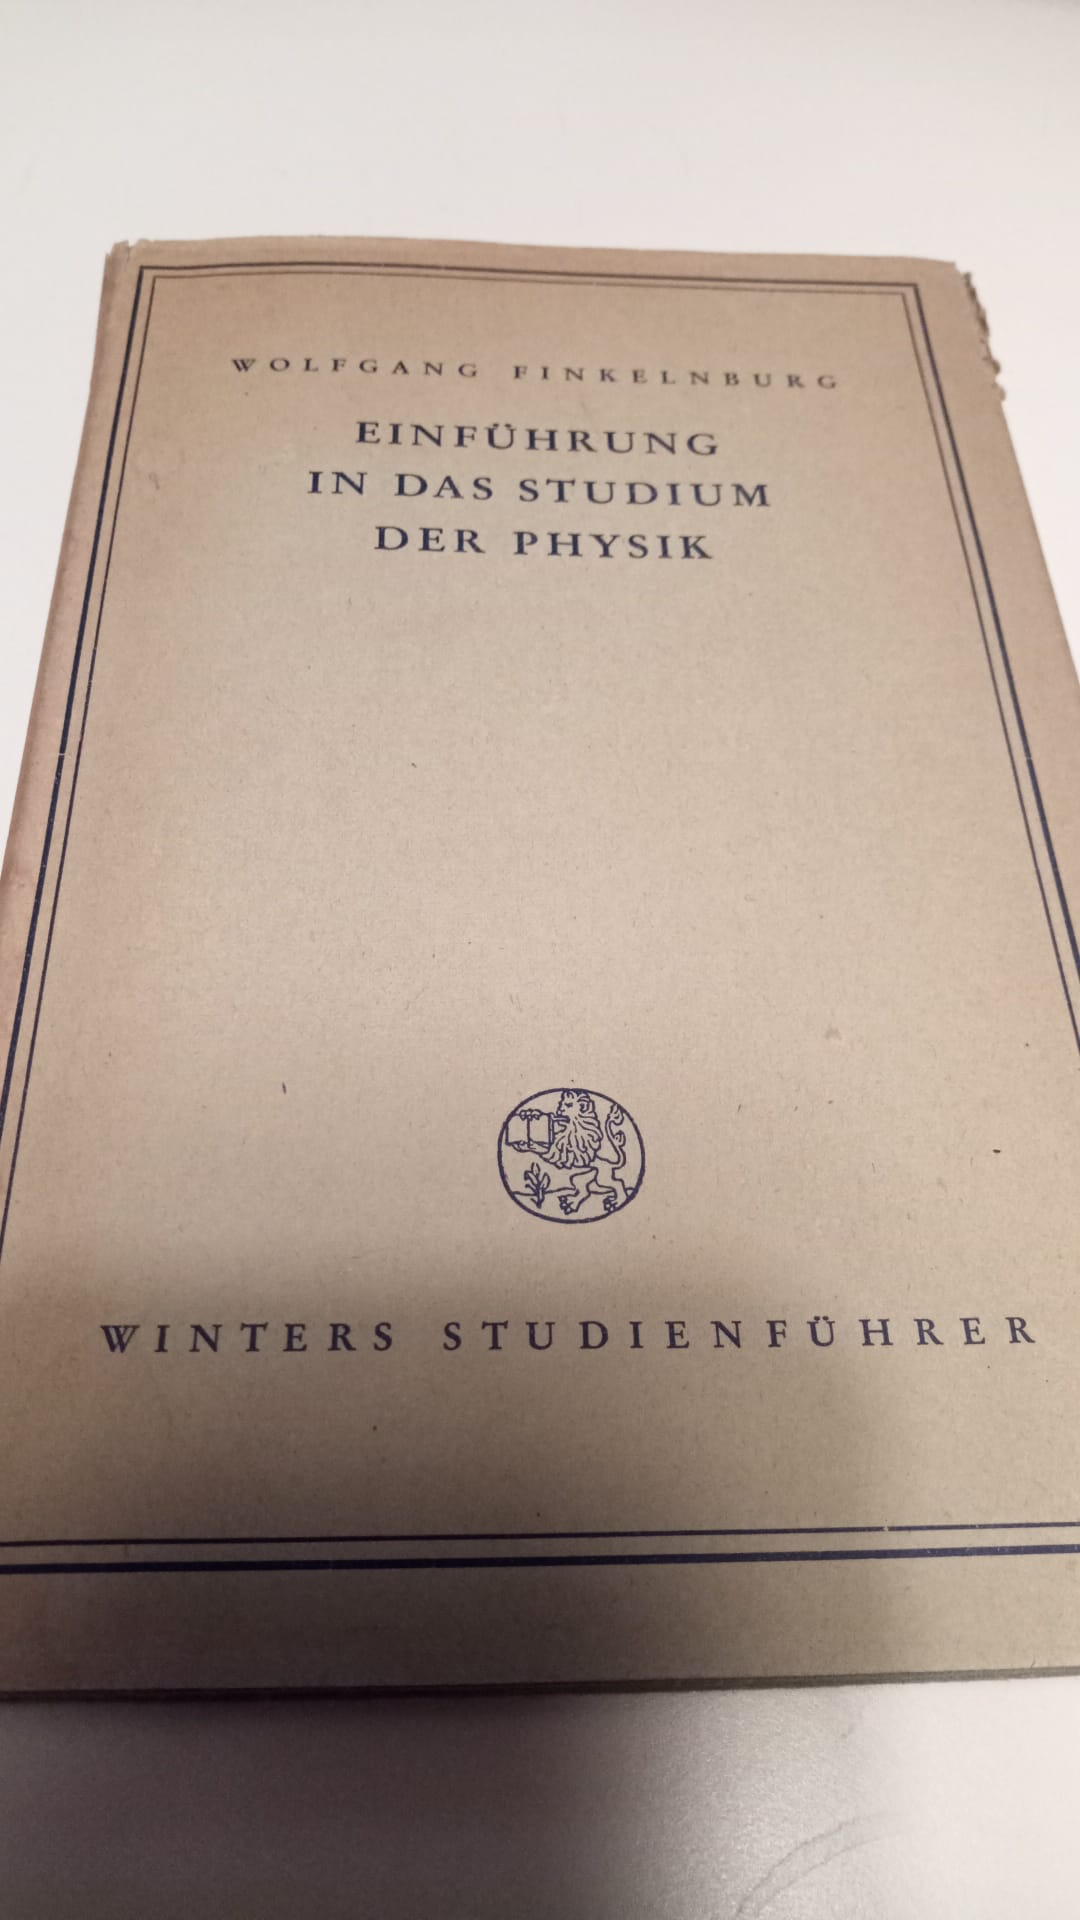 WOLFGANG FINKELNBURG
EINFÜHRUNG
IN DAS STUDIUM
DER PHYSIK
WINTERS STUDIENFÜHRER